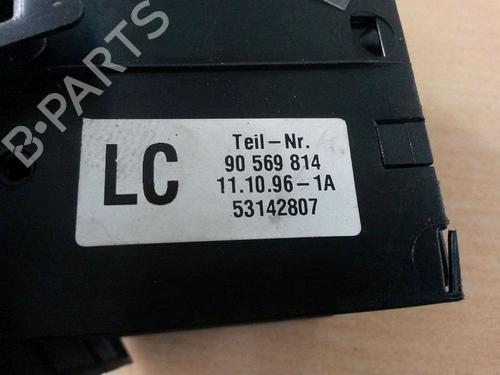 B-PARTS
LC
Teil-Nr.
90 569 814
11.10.96-1A
53142807